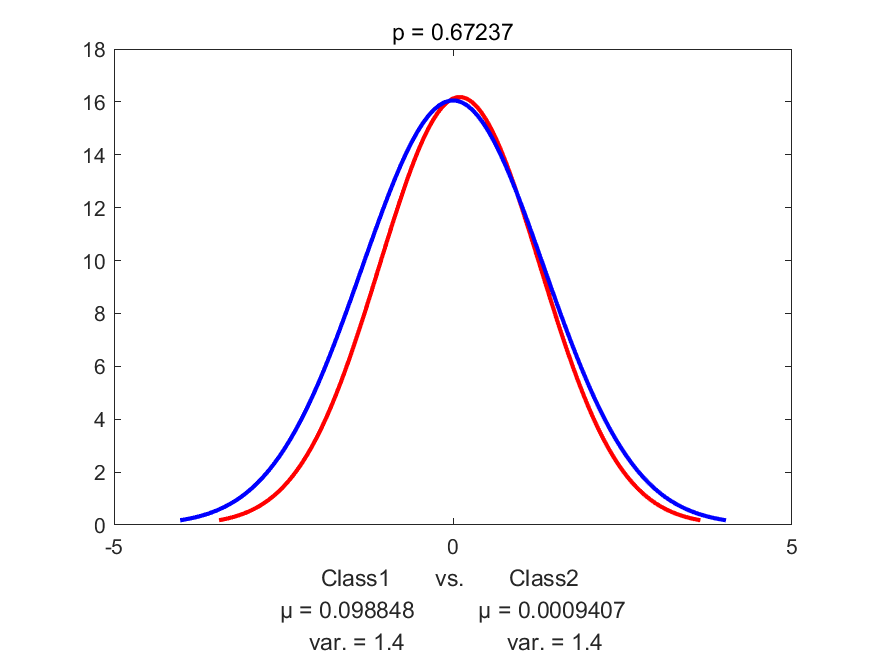 p = 0.67237
18
16
14
12
10
8
6
4
2
0
-5 0 5
Class1 vs. Class2
μ = 0.098848 μ = 0.0009407
var. = 1.4 var. = 1.4